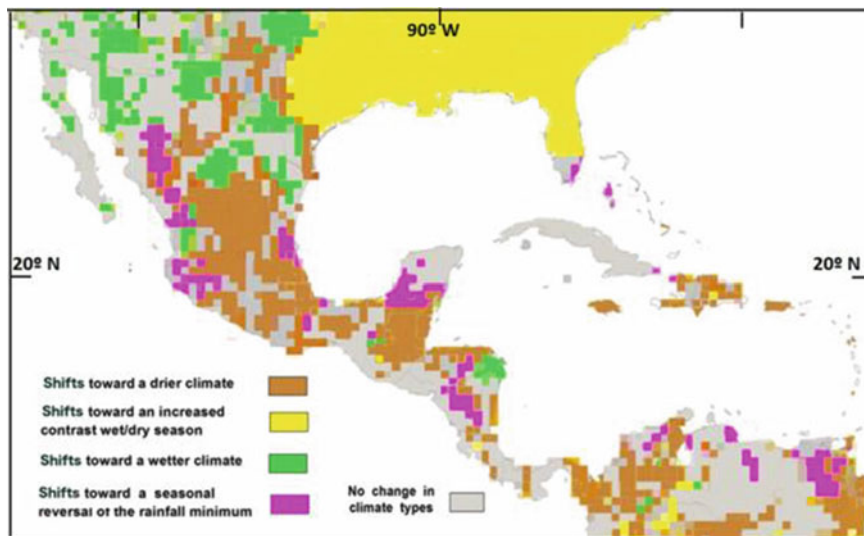 90º W
20º N
20º N
Shifts toward a drier climate
Shifts toward an increased
contrast wet/dry season
Shifts toward a wetter climate
Shifts toward a seasonal
reversal of the rainfall minimum
No change in
climate types